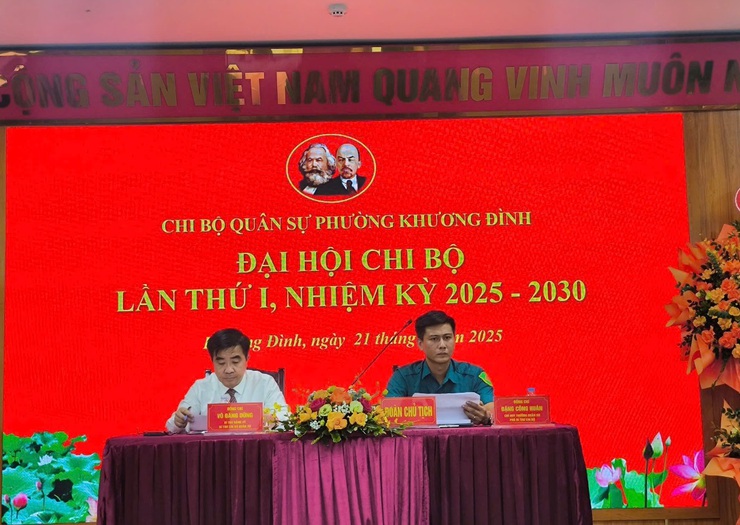 CỘNG SẢN VIỆT NAM QUANG VINH MUÔN N
CHI BỘ QUÂN SỰ PHƯỜNG KHƯƠNG ĐÌNH
ĐẠI HỘI CHI BỘ
LẦN THỨ I, NHIỆM KỲ 2025 - 2030
Đình, ngày 21 tháng 2025
ĐỒNG CHÍ
VÕ ĐĂNG DŨNG
ĐOÀN CHỦ TỊCH
ĐỒNG CHÍ
ĐẶNG CÔNG ĐOÀN